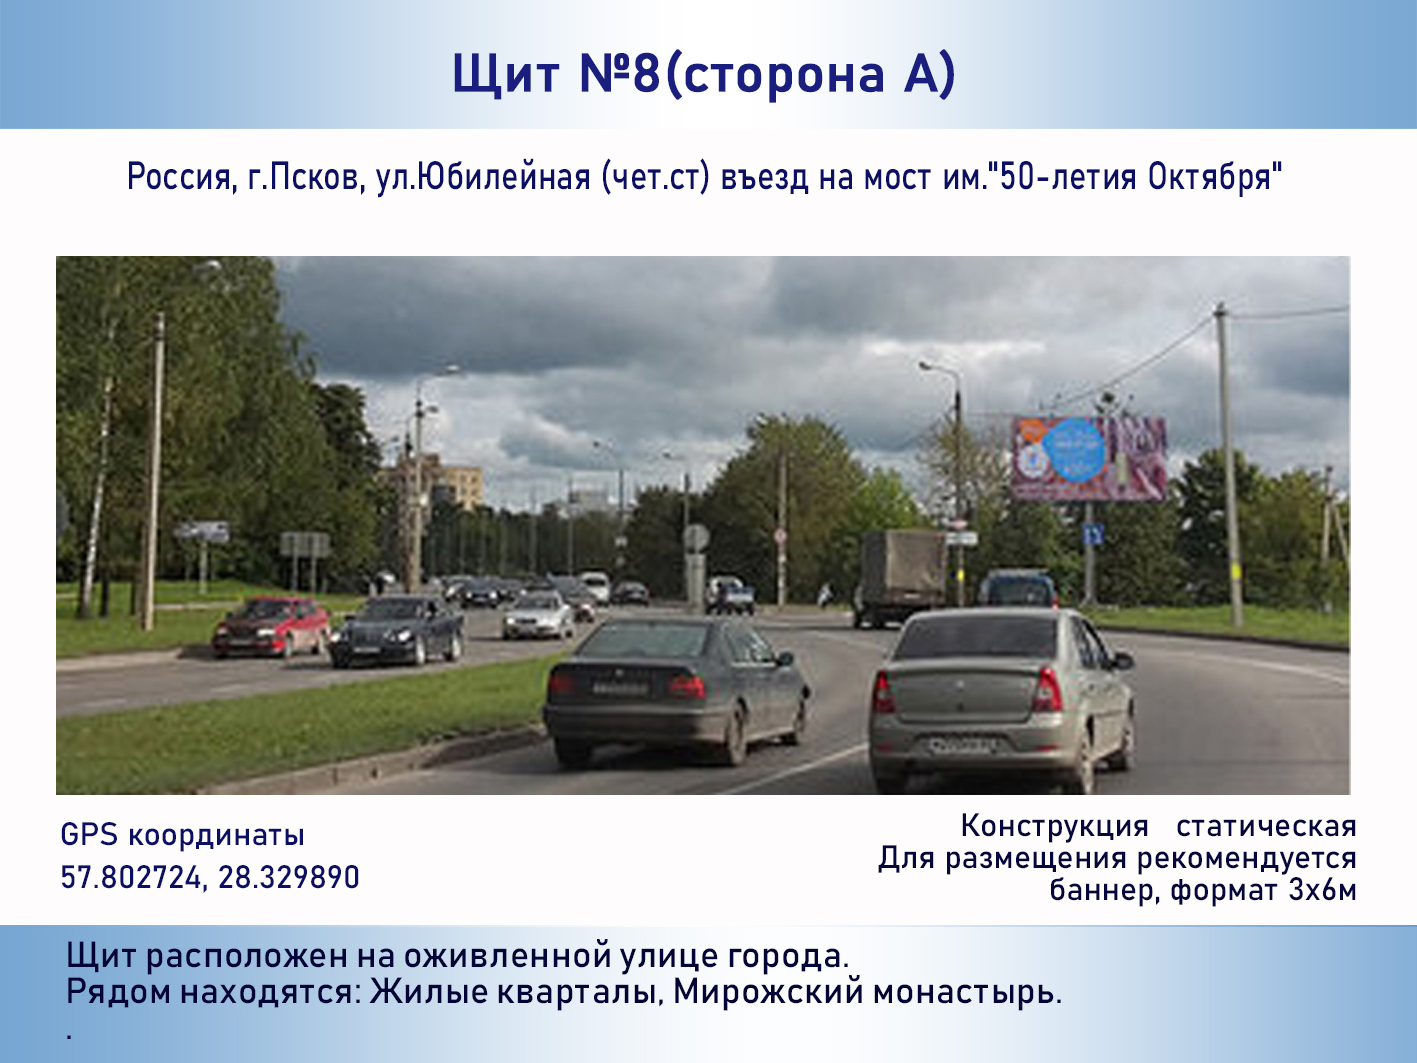 Щит №8(сторона А)
Россия, г.Псков, ул.Юбилейная (чет.ст) въезд на мост им."50-летия Октября"
GPS координаты
57.802724, 28.329890
Конструкция статическая
Для размещения рекомендуется
баннер, формат 3х6м
Щит расположен на оживленной улице города.
Рядом находятся: Жилые кварталы, Мирожский монастырь.
.